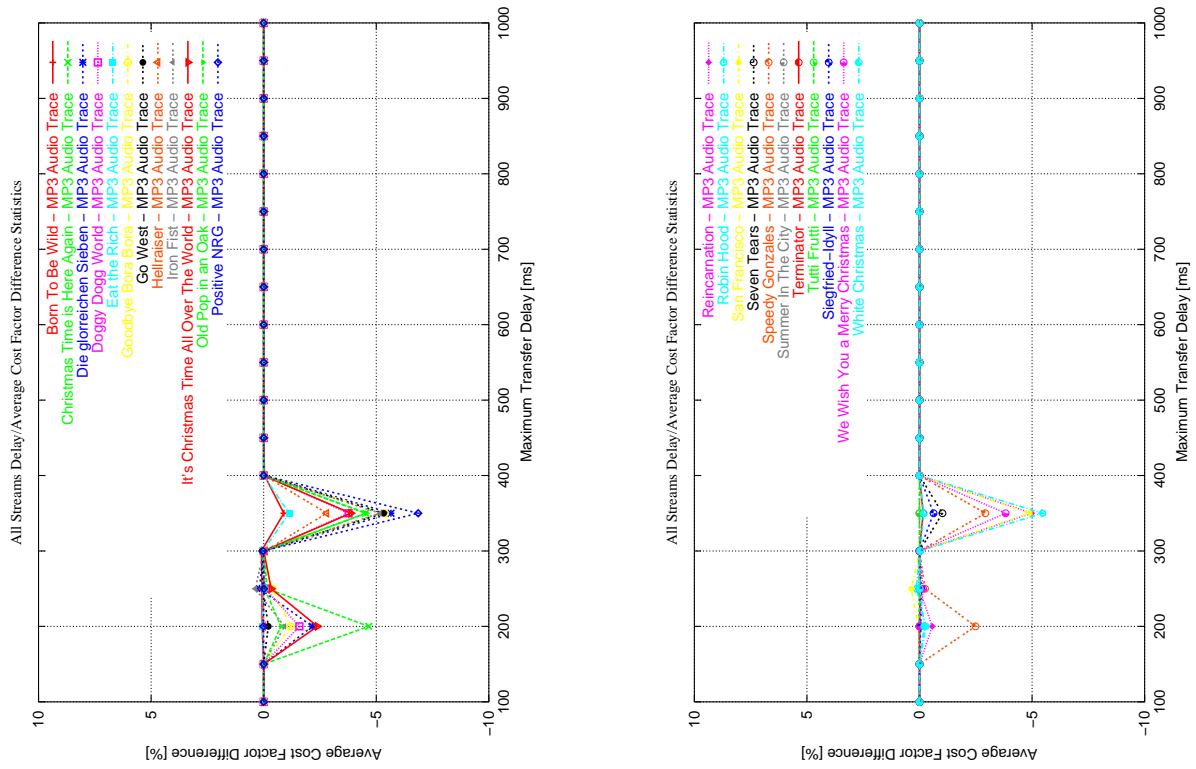 All Streams Delay/Average Cost Factor Difference Statistics
Born To Be Wild – MP3 Audio Trace
Christmas Time is Here Again – MP3 Audio Trace
Die glorreichen Sieben – MP3 Audio Trace
Doggy Dogg World – MP3 Audio Trace
Eat the Rich – MP3 Audio Trace
Goodbye Bora Bora – MP3 Audio Trace
Go West – MP3 Audio Trace
Hellraiser – MP3 Audio Trace
Iron Fist – MP3 Audio Trace
It's Christmas Time All Over The World – MP3 Audio Trace
Old Pop in an Oak – MP3 Audio Trace
Positive NRG – MP3 Audio Trace
10
5
0
−5
−10
Average Cost Factor Difference [%]
100
200
300
400
500
600
700
800
900
1000
Maximum Transfer Delay [ms]
All Streams Delay/Average Cost Factor Difference Statistics
Reincarnation – MP3 Audio Trace
Robin Hood – MP3 Audio Trace
San Francisco – MP3 Audio Trace
Seven Tears – MP3 Audio Trace
Speedy Gonzales – MP3 Audio Trace
Summer In The City – MP3 Audio Trace
Terminator – MP3 Audio Trace
Tutti Frutti – MP3 Audio Trace
Siegfried–Idyll – MP3 Audio Trace
We Wish You a Merry Christmas – MP3 Audio Trace
White Christmas – MP3 Audio Trace
10
5
0
−5
−10
Average Cost Factor Difference [%]
100
200
300
400
500
600
700
800
900
1000
Maximum Transfer Delay [ms]